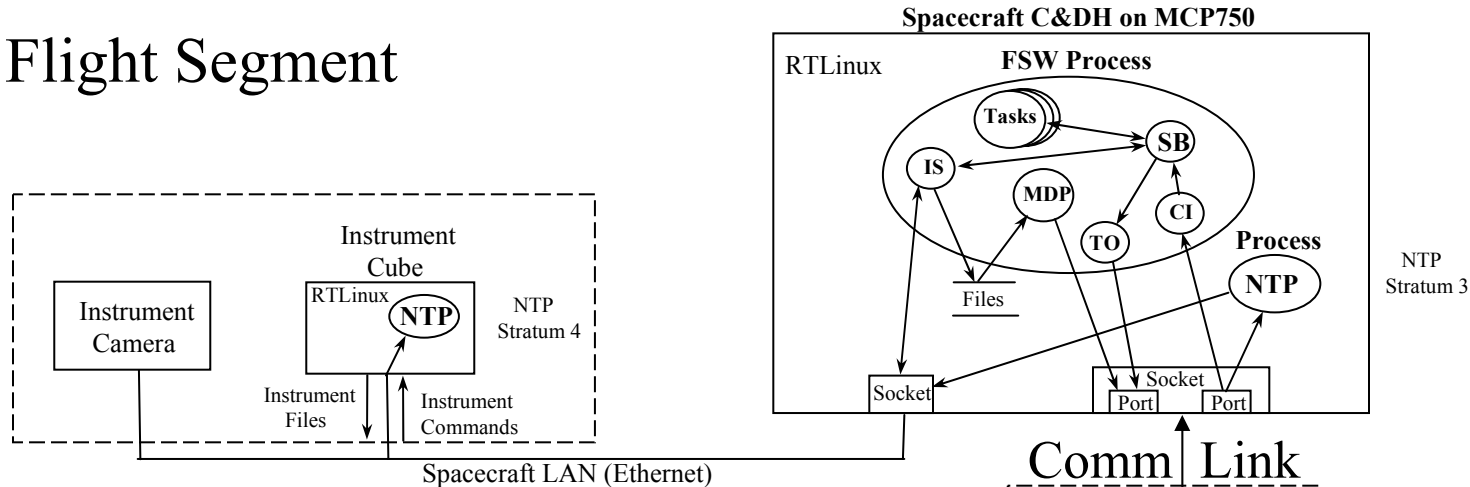 Flight Segment
Spacecraft C&DH on MCP750
RTLinux
FSW Process
Tasks
SB
IS
MDP
CI
TO
Process
NTP
NTP
Stratum 3
Files
Socket
Socket
Port
Port
Instrument
Cube
RTLinux
NTP
NTP
Stratum 4
Instrument
Camera
Instrument
Files
Instrument
Commands
Spacecraft LAN (Ethernet)
Comm Link